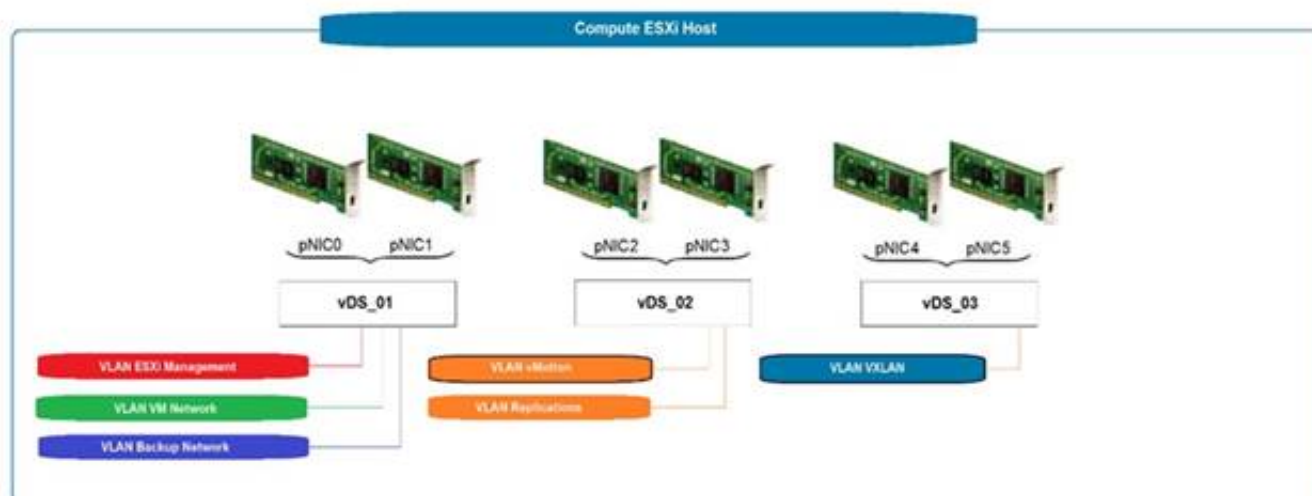 Compute ESXi Host
pNIC0 pNIC1 pNIC2 pNIC3 pNIC4 pNIC5
vDS_01 vDS_02 vDS_03
VLAN ESXi Management
VLAN vMotion
VLAN VXLAN
VLAN VM Network
VLAN Replications
VLAN Backup Network